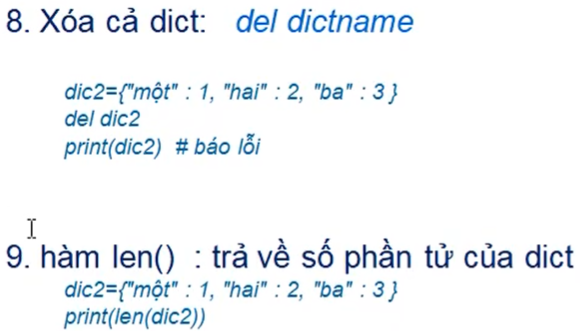 8. Xóa cả dict: del dictname
dic2={"một" : 1, "hai" : 2, "ba" : 3 }
del dic2
print(dic2) # báo lỗi
9. hàm len() : trả về số phần tử của dict
dic2={"một" : 1, "hai" : 2, "ba" : 3 }
print(len(dic2))